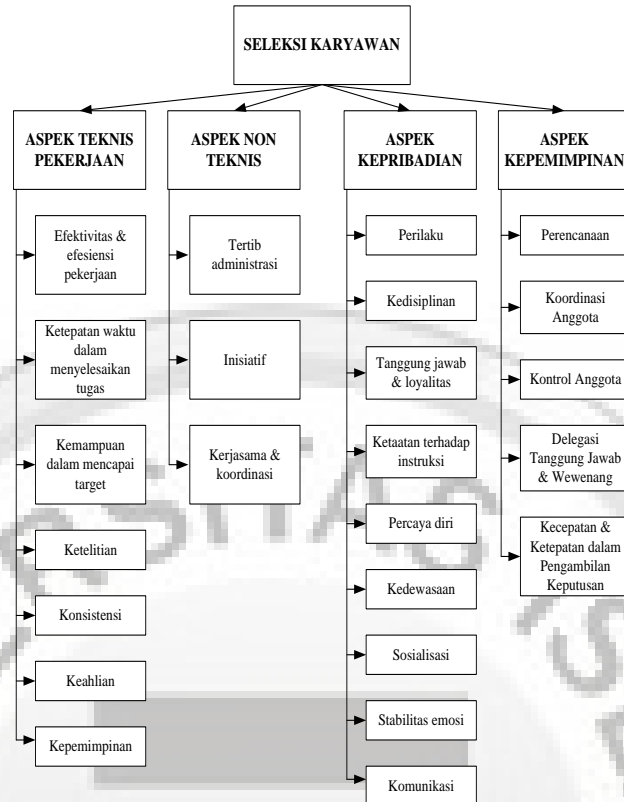 SELEKSI KARYAWAN
ASPEK TEKNIS
PEKERJAAN
Efektivitas &
efesiensi
pekerjaan
Ketepatan waktu
dalam
menyelesaikan
tugas
Kemampuan
dalam mencapai
target
Ketelitian
Konsistensi
Keahlian
Kepemimpinan
ASPEK NON
TEKNIS
Tertib
administrasi
Inisiatif
Kerjasama &
koordinasi
ASPEK
KEPRIBADIAN
Perilaku
Kedisiplinan
Tanggung jawab
& loyalitas
Ketaatan terhadap
instruksi
Percaya diri
Kedewasaan
Sosialisasi
Stabilitas emosi
Komunikasi
ASPEK
KEPEMIMPINAN
Perencanaan
Koordinasi
Anggota
Kontrol Anggota
Delegasi
Tanggung Jawab
& Wewenang
Kecepatan &
Ketepatan dalam
Pengambilan
Keputusan